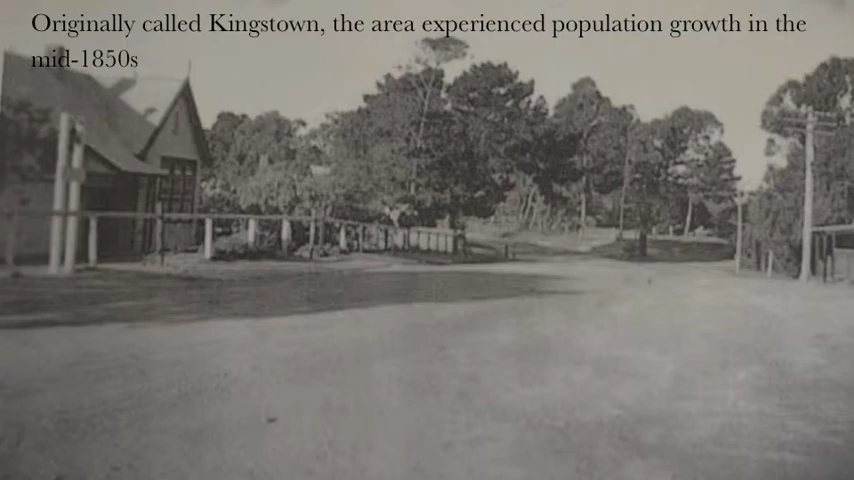 Originally called Kingstown, the area experienced population growth in the
mid-1850s